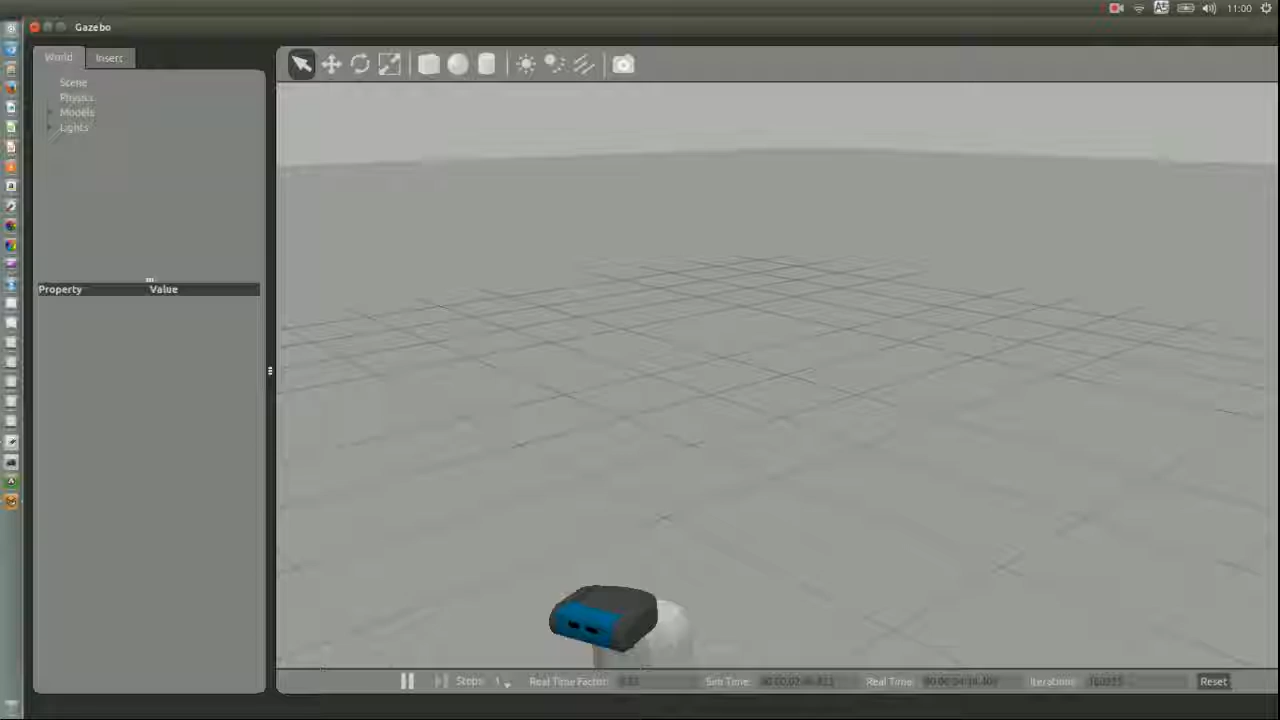 11:00
Gazebo
World
Insert
Scene
Physics
Models
Lights
Property Value
Steps: 1 Real Time Factor: Sim Time: Real Time: Iterations: Reset